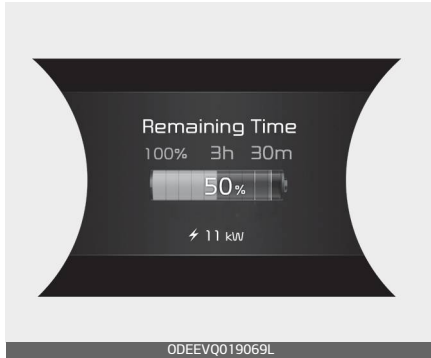 Remaining Time
100% 3h 30m
50%
11 kW
ODEEVQ019069L